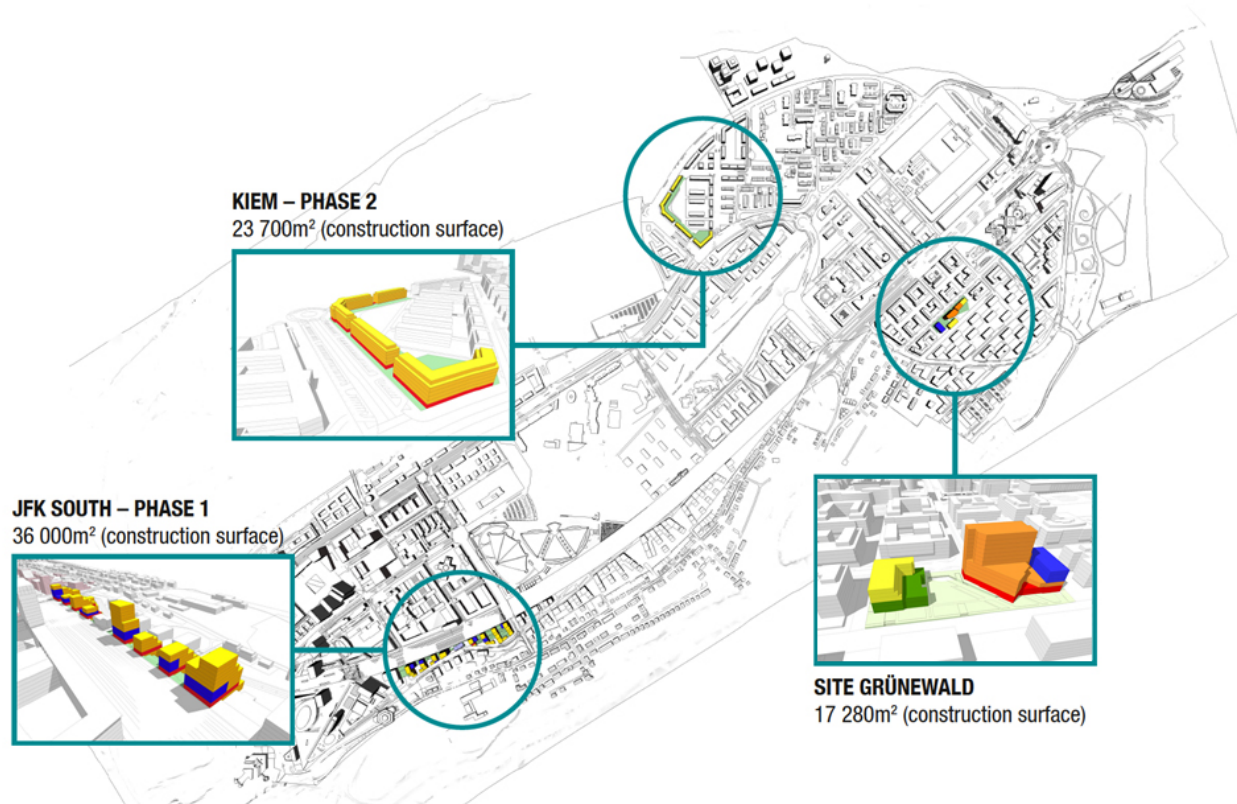 KIEM – PHASE 2
23 700m² (construction surface)
JFK SOUTH – PHASE 1
36 000m² (construction surface)
SITE GRÜNEWALD
17 280m² (construction surface)